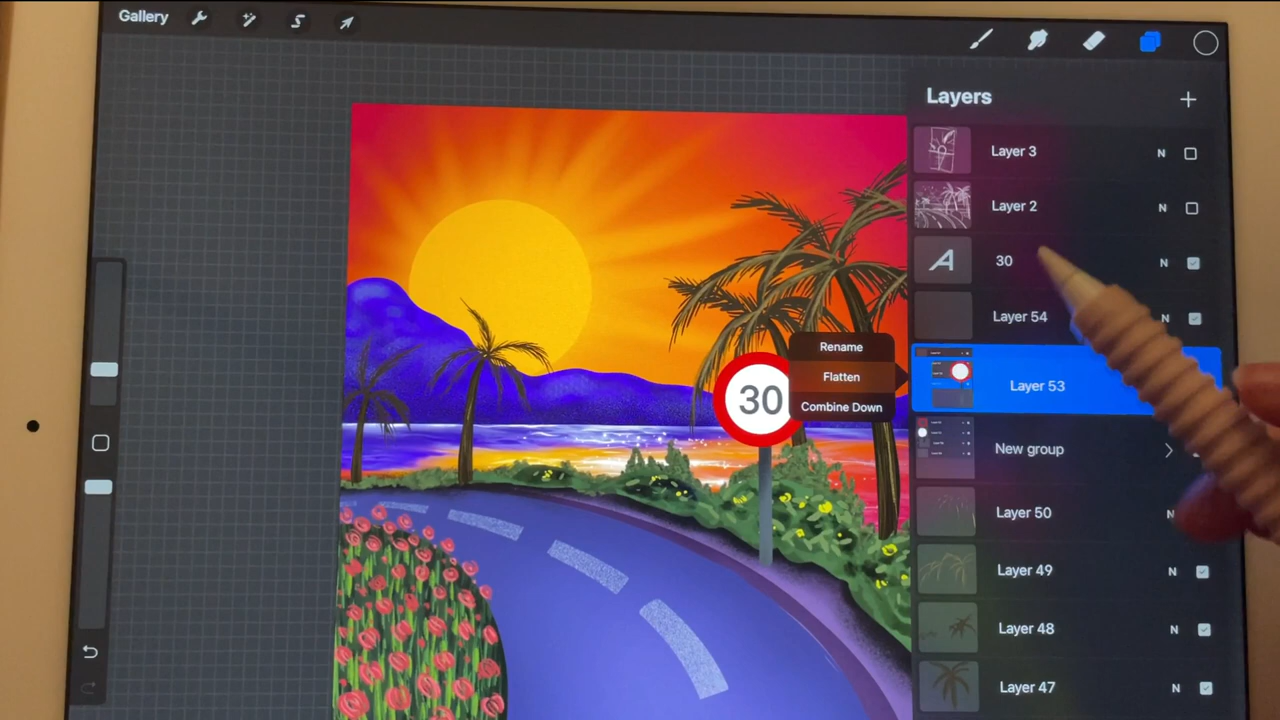 Gallery
Layers
Layer 3
N
Layer 2
N
A
30
N
Layer 54
N
Rename
Flatten
Combine Down
Layer 53
30
New group
Layer 50
N
Layer 49
N
Layer 48
N
Layer 47
N